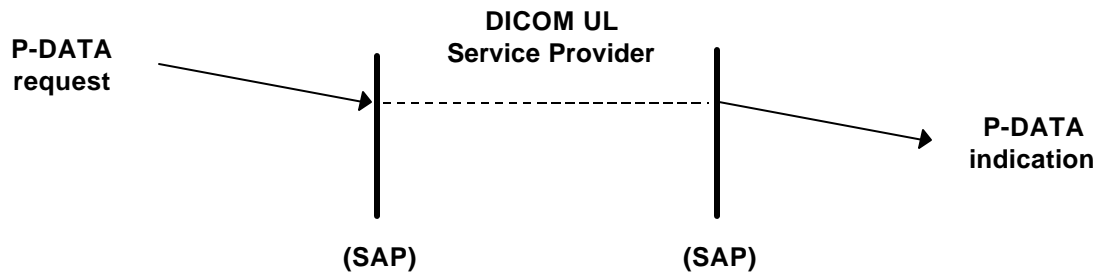 DICOM UL
Service Provider
P-DATA
request
P-DATA
indication
(SAP)
(SAP)